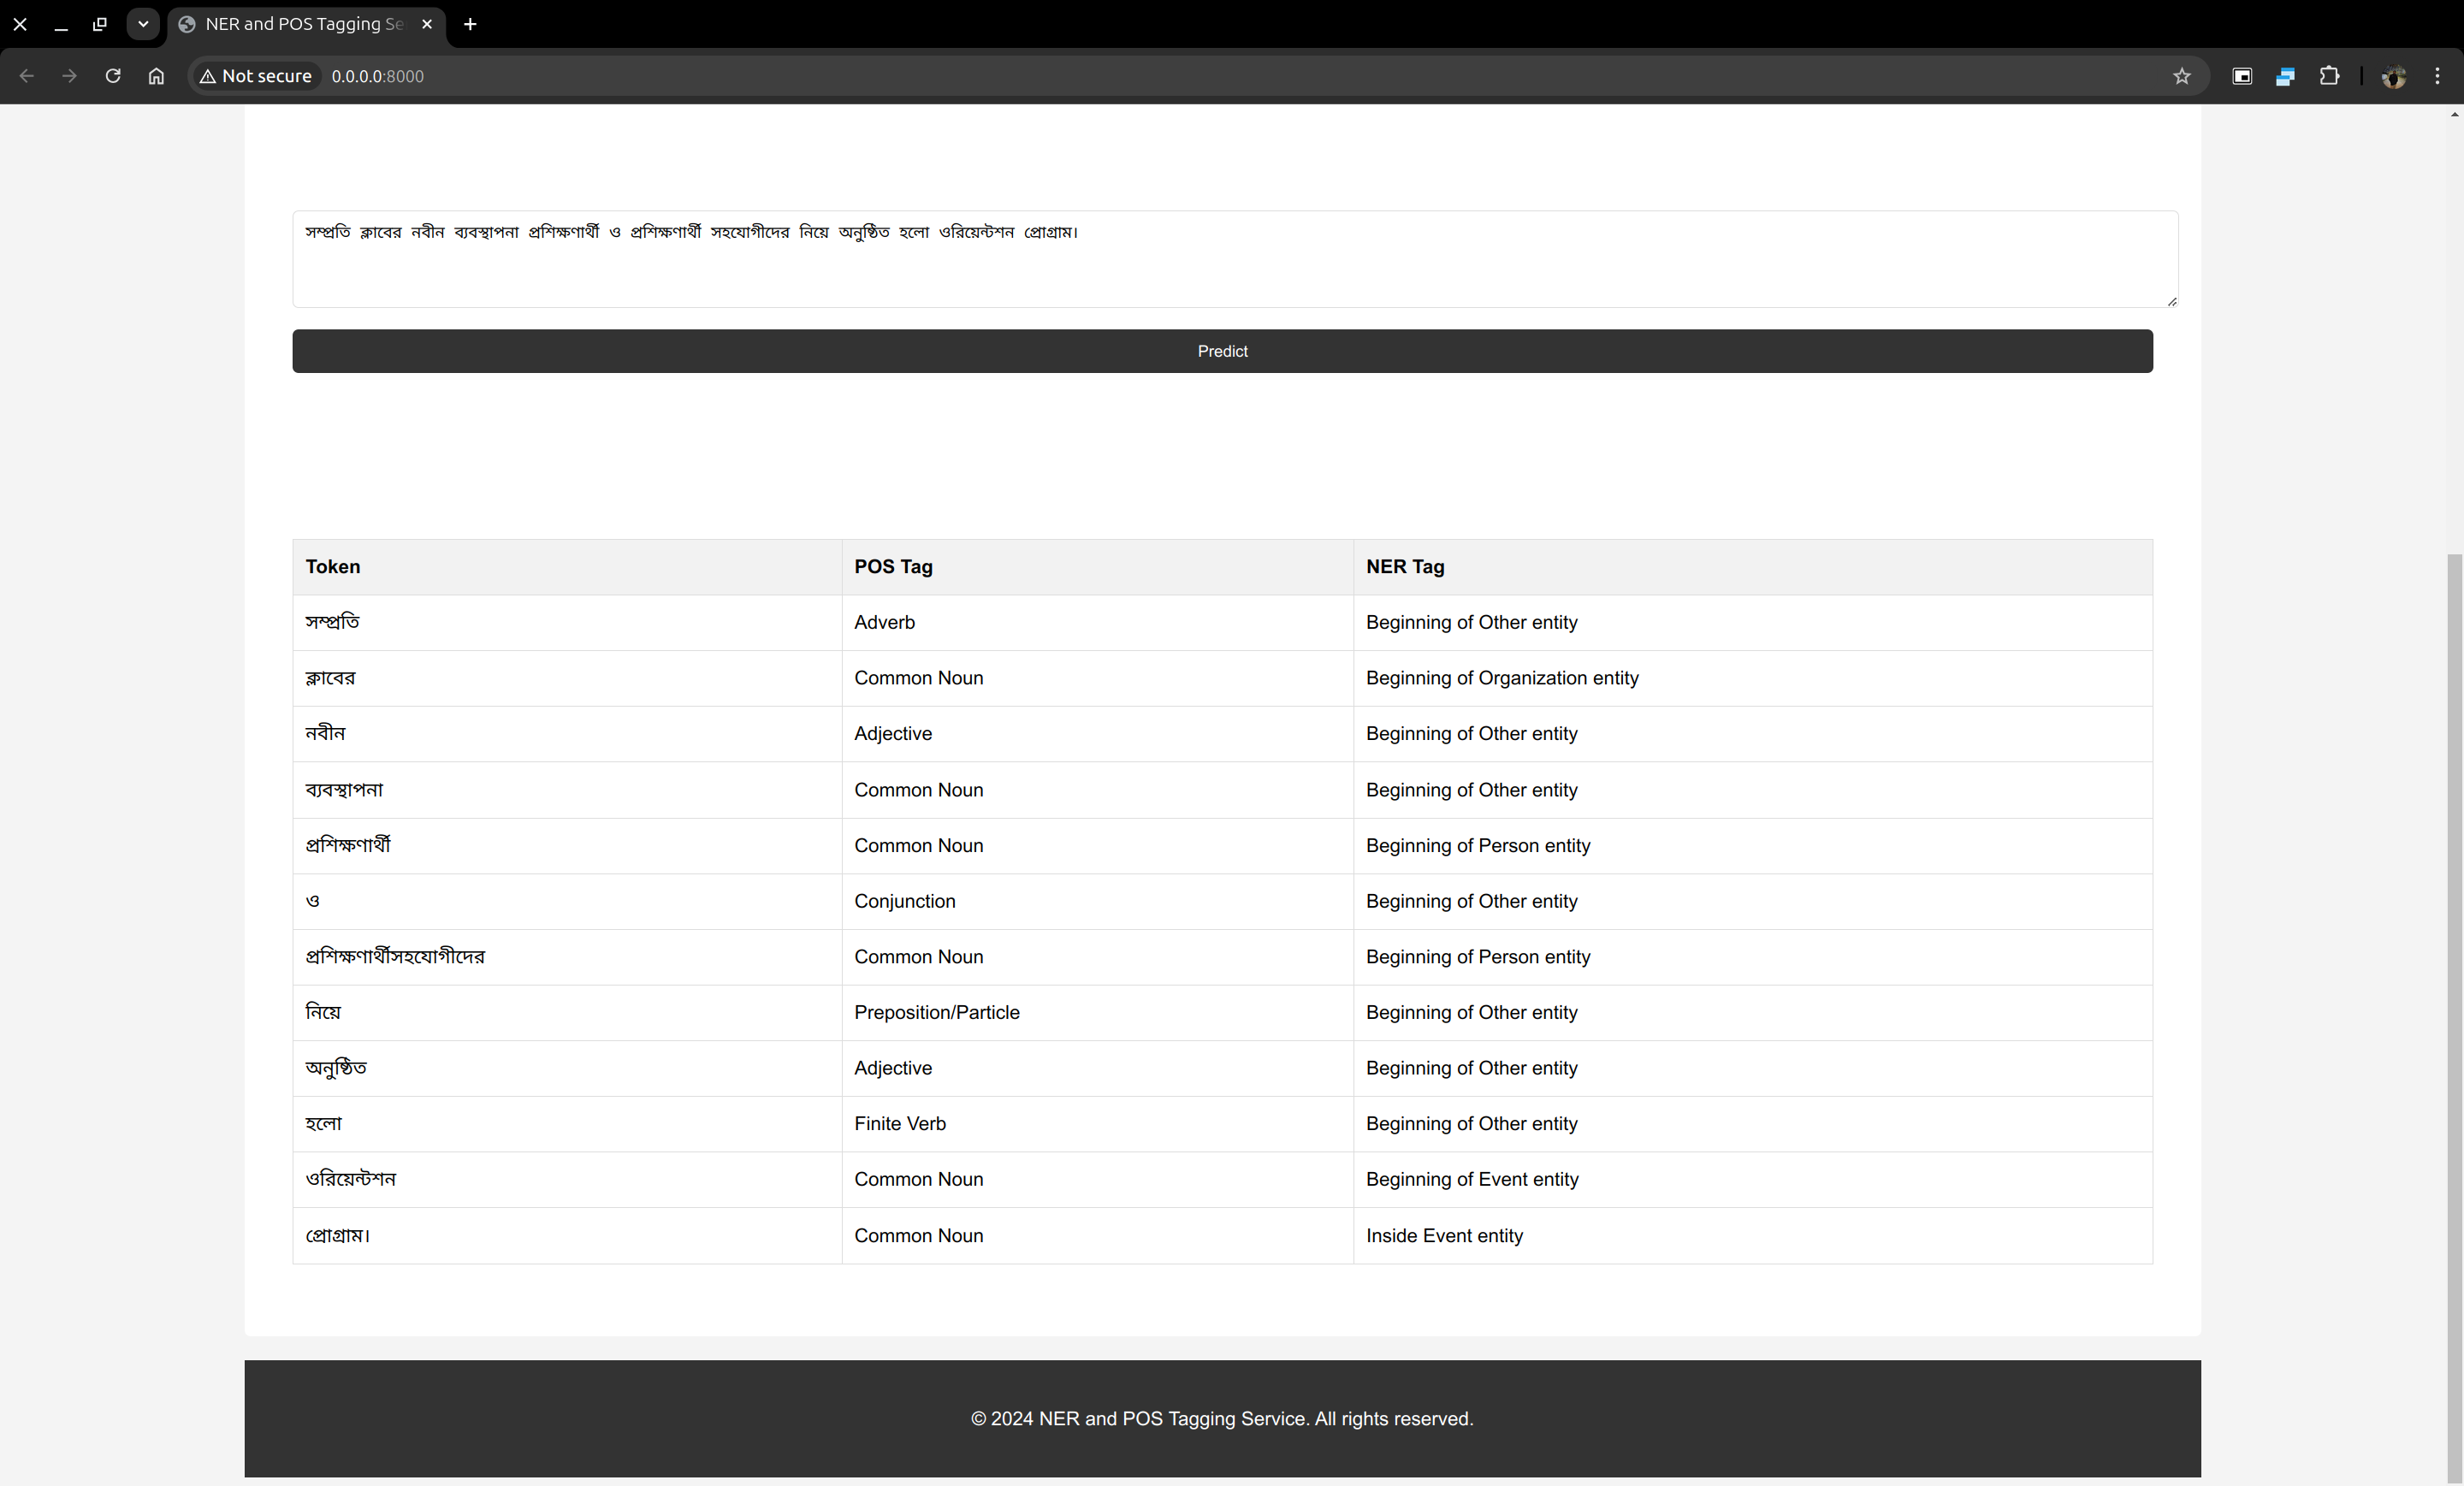 NER and POS Tagging Se
Not secure 0.0.0.0:8000
সম্প্রতি ক্লাবের নবীন ব্যবস্থাপনা প্রশিক্ষণার্থী ও প্রশিক্ষণার্থী সহযোগীদের নিয়ে অনুষ্ঠিত হলো ওরিয়েন্টশন প্রোগ্রাম।
Predict
Token POS Tag NER Tag
সম্প্রতি Adverb Beginning of Other entity
ক্লাবের Common Noun Beginning of Organization entity
নবীন Adjective Beginning of Other entity
ব্যবস্থাপনা Common Noun Beginning of Other entity
প্রশিক্ষণার্থী Common Noun Beginning of Person entity
ও Conjunction Beginning of Other entity
প্রশিক্ষণার্থীসহযোগীদের Common Noun Beginning of Person entity
নিয়ে Preposition/Particle Beginning of Other entity
অনুষ্ঠিত Adjective Beginning of Other entity
হলো Finite Verb Beginning of Other entity
ওরিয়েন্টশন Common Noun Beginning of Event entity
প্রোগ্রাম। Common Noun Inside Event entity
© 2024 NER and POS Tagging Service. All rights reserved.